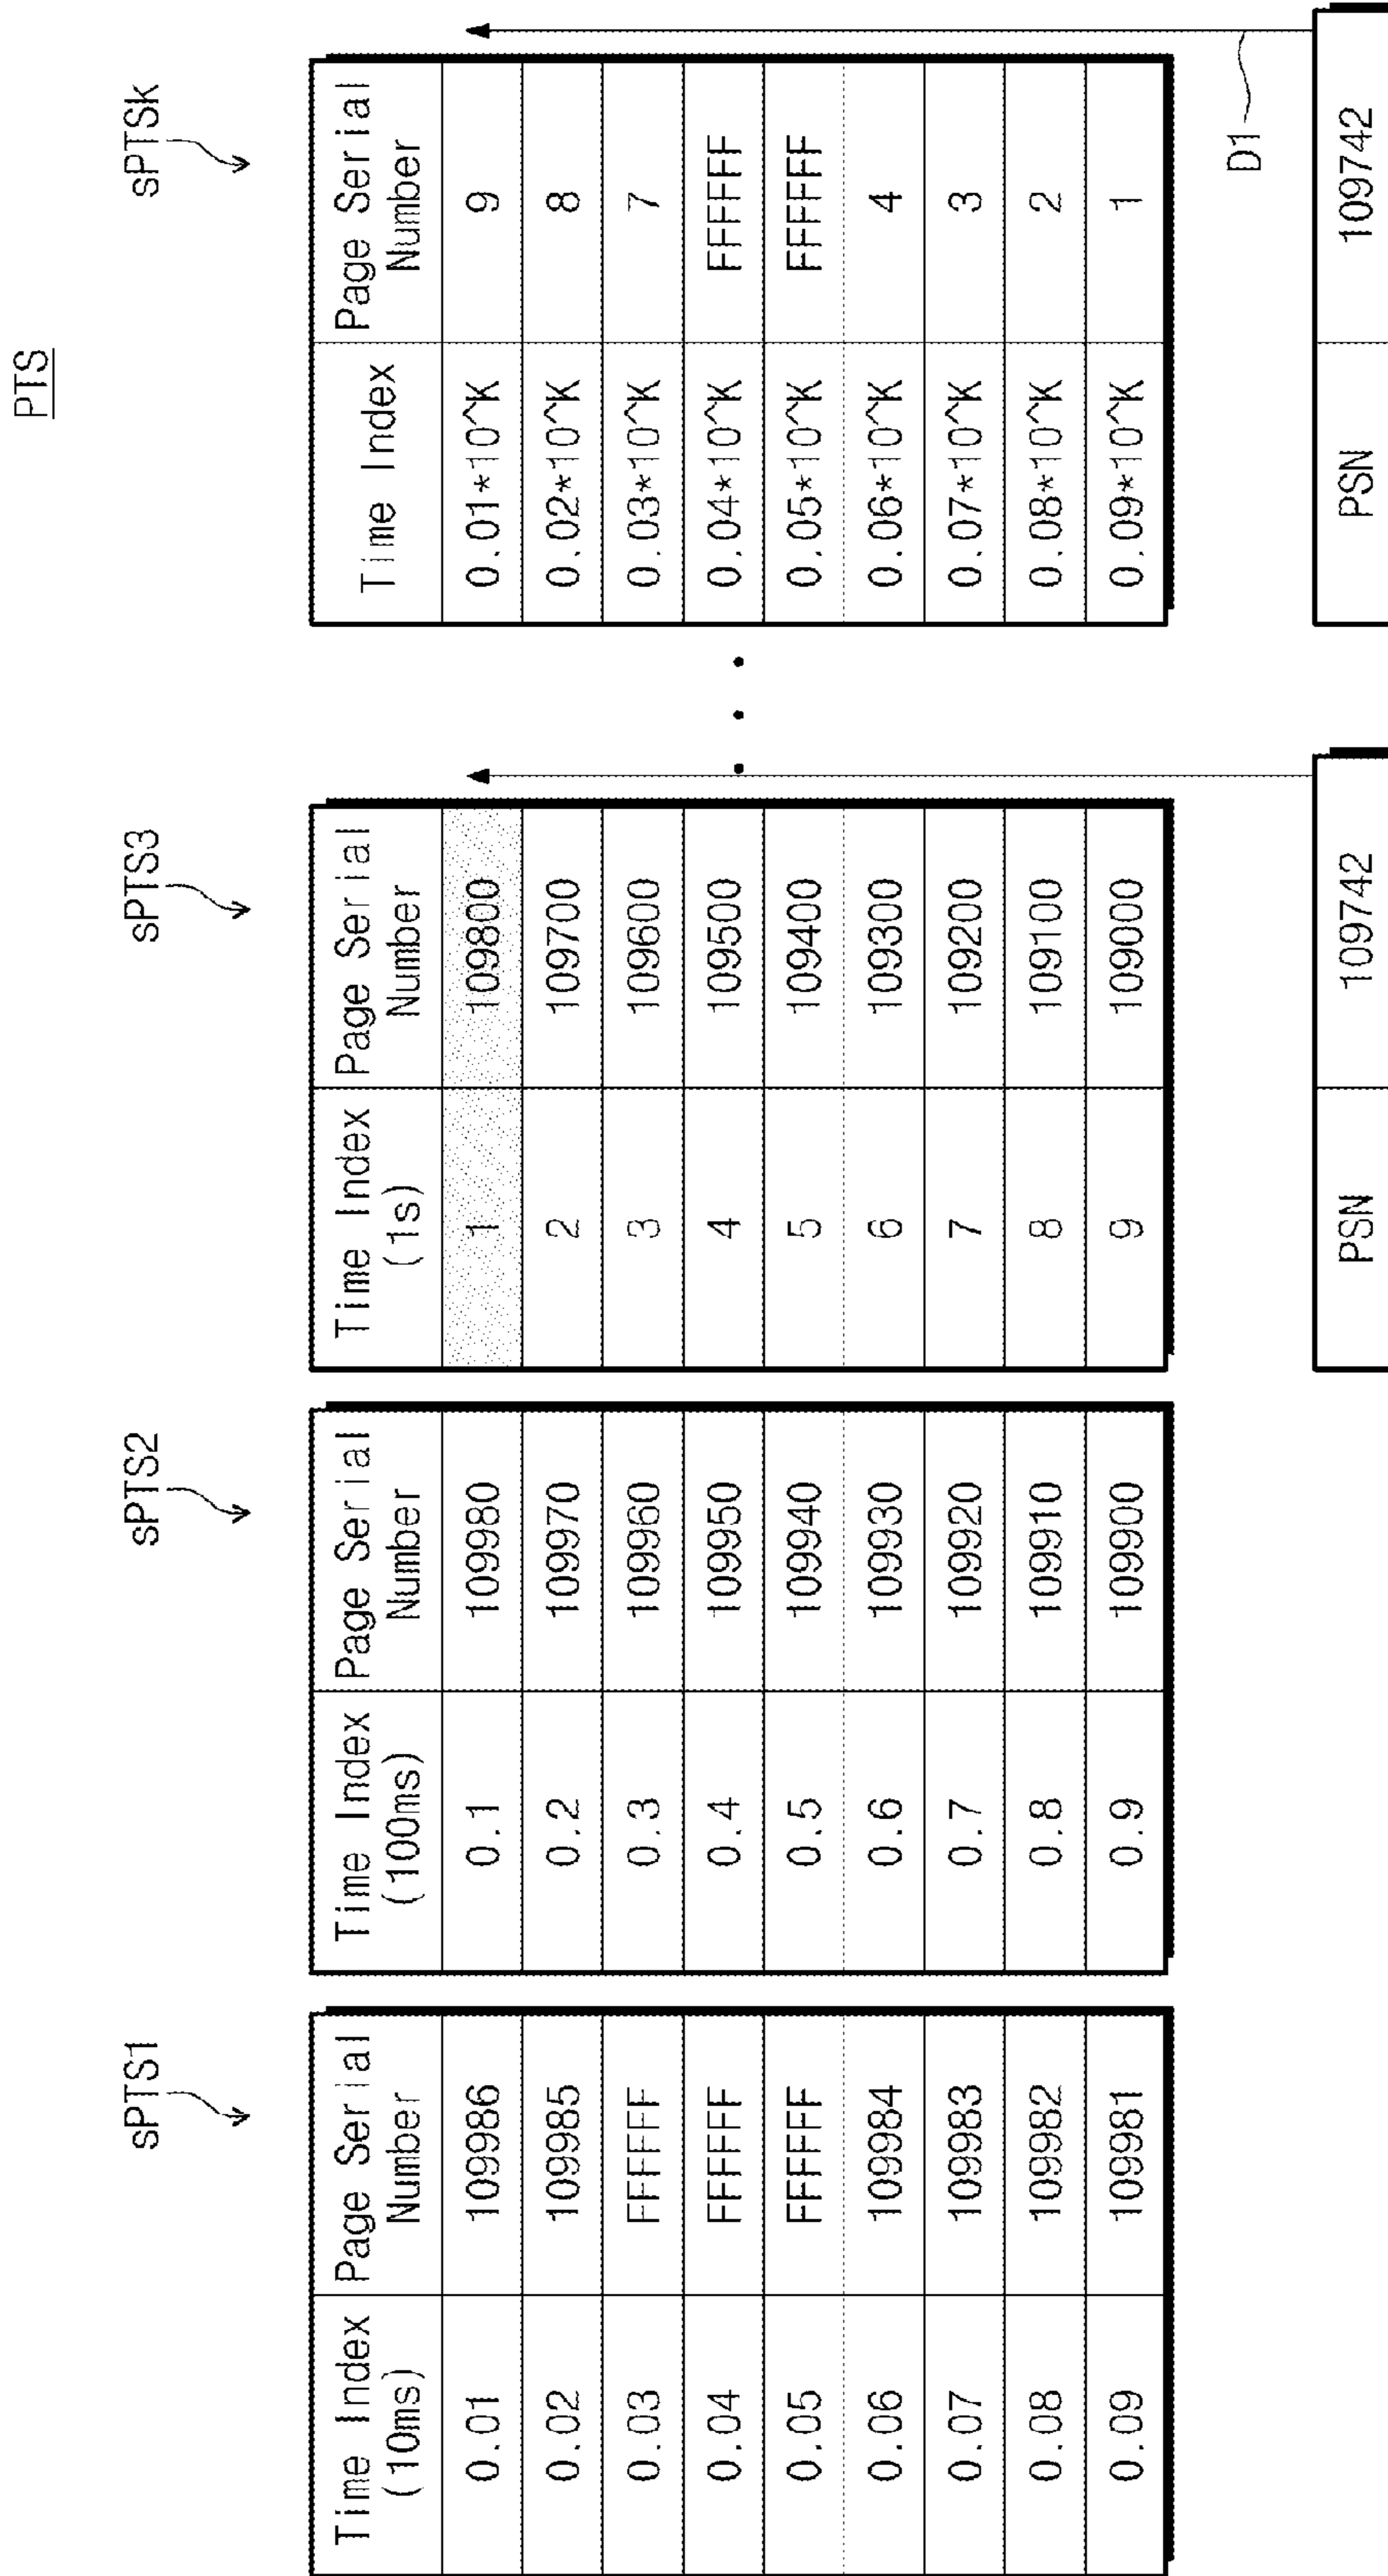 PTS
sPTS1
Time Index (10ms) Page Serial Number
0.01 109986
0.02 109985
0.03 FFFFFF
0.04 FFFFFF
0.05 FFFFFF
0.06 109984
0.07 109983
0.08 109982
0.09 109981
sPTS2
Time Index (100ms) Page Serial Number
0.1 109980
0.2 109970
0.3 109960
0.4 109950
0.5 109940
0.6 109930
0.7 109920
0.8 109910
0.9 109900
sPTS3
Time Index (1s) Page Serial Number
1 109800
2 109700
3 109600
4 109500
5 109400
6 109300
7 109200
8 109100
9 109000
PSN 109742
• • •
sPTSk
Time Index Page Serial Number
0.01*10^K 9
0.02*10^K 8
0.03*10^K 7
0.04*10^K FFFFFF
0.05*10^K FFFFFF
0.06*10^K 4
0.07*10^K 3
0.08*10^K 2
0.09*10^K 1
D1
PSN 109742